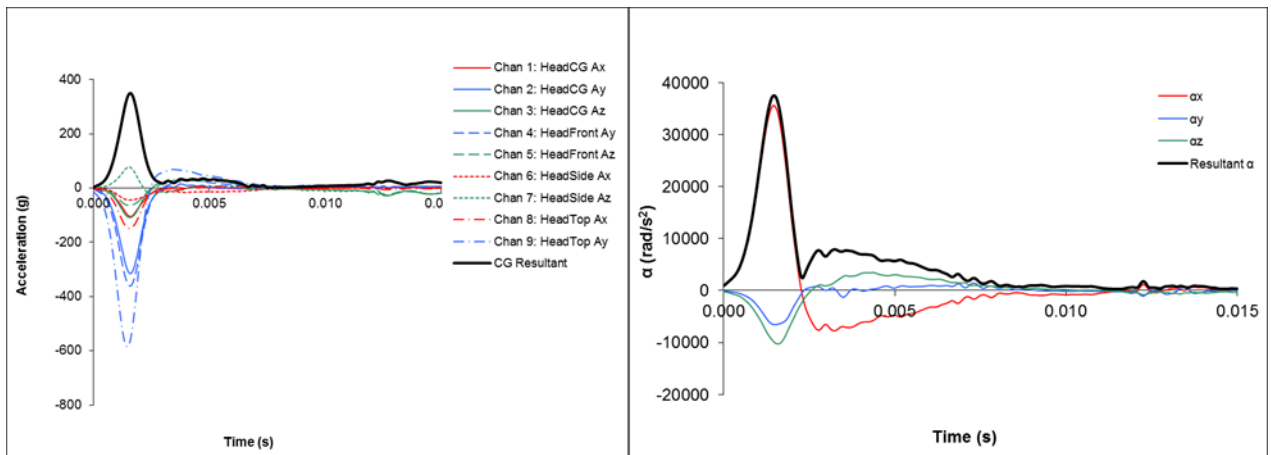 400
200
0
-200
-400
-600
-800
0.000
0.005
0.010
0.0
Acceleration (g)
Time (s)
Chan 1: HeadCG Ax
Chan 2: HeadCG Ay
Chan 3: HeadCG Az
Chan 4: HeadFront Ay
Chan 5: HeadFront Az
Chan 6: HeadSide Ax
Chan 7: HeadSide Az
Chan 8: HeadTop Ax
Chan 9: HeadTop Ay
CG Resultant
40000
30000
20000
10000
0
-10000
-20000
0.000
0.005
0.010
0.015
α (rad/s²)
Time (s)
αx
αy
αz
Resultant α